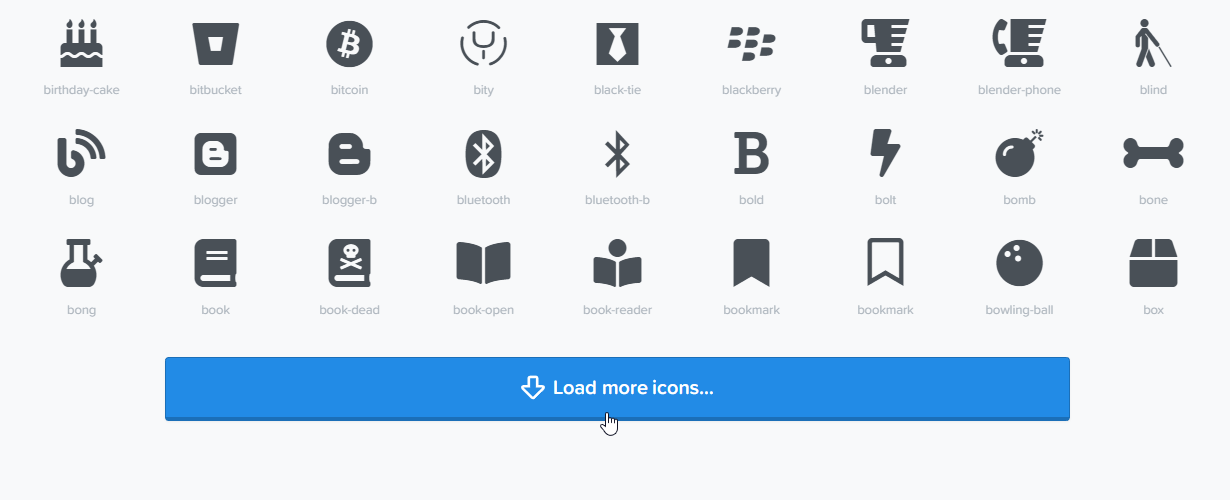 birthday-cake bitbucket bitcoin bity black-tie blackberry blender blender-phone blind
blog blogger blogger-b bluetooth bluetooth-b bold bolt bomb bone
bong book book-dead book-open book-reader bookmark bookmark bowling-ball box
Load more icons...